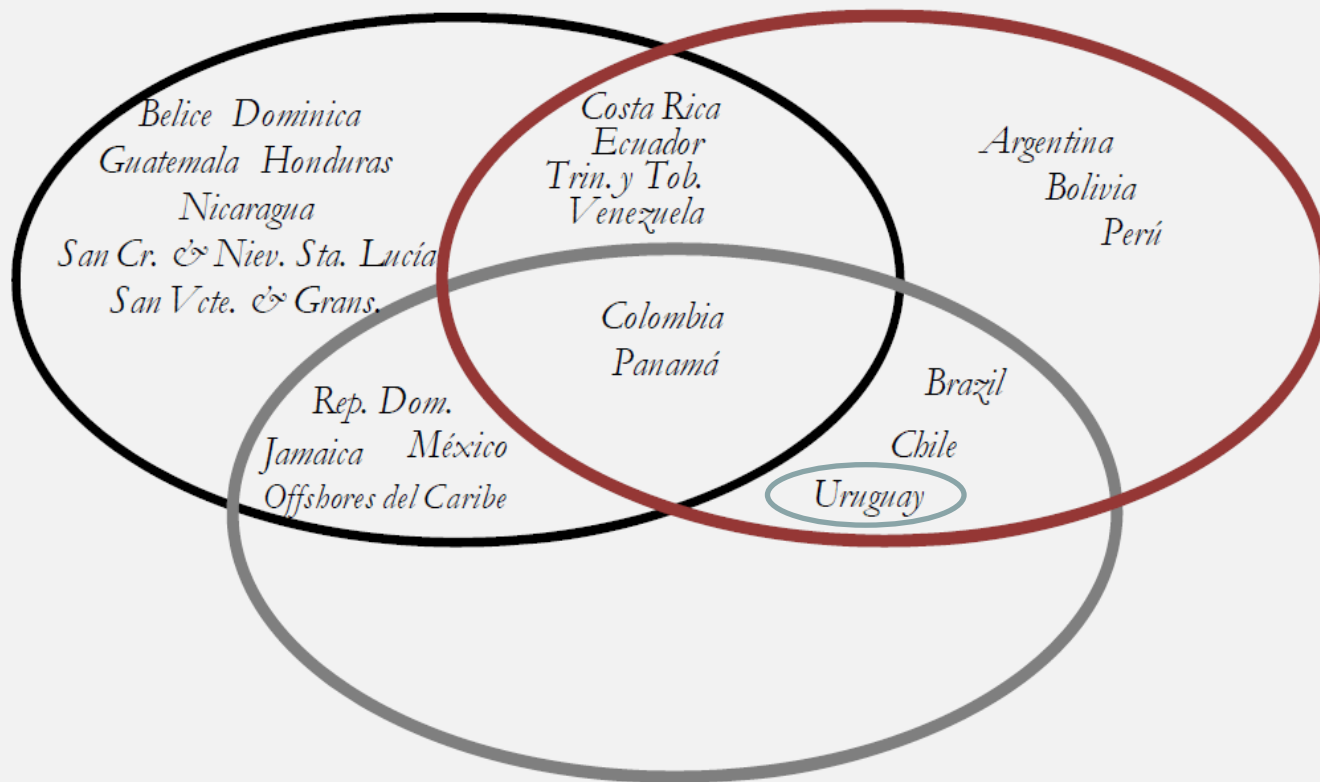 Belice Dominica
Guatemala Honduras
Nicaragua
San Cr. & Niev. Sta. Lucía
San Vcte. & Grans.
Costa Rica
Ecuador
Trin. y Tob.
Venezuela
Argentina
Bolivia
Perú
Colombia
Panamá
Rep. Dom.
Jamaica México
Offshores del Caribe
Brazil
Chile
Uruguay